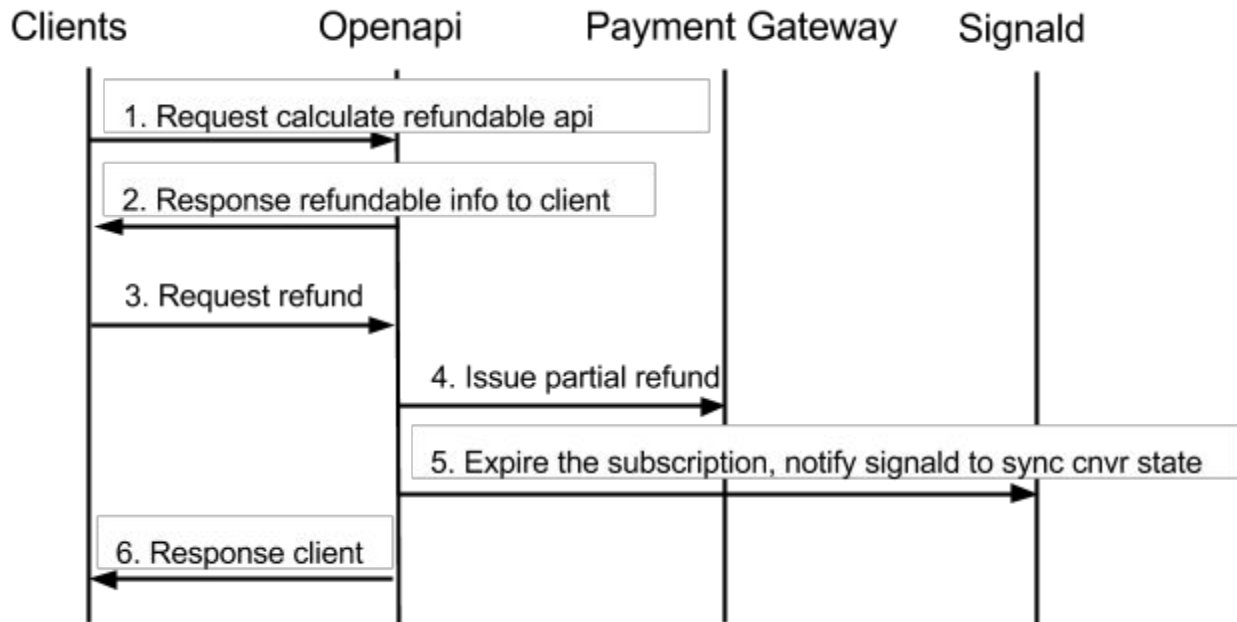 Clients Openapi Payment Gateway Signald
1. Request calculate refundable api
2. Response refundable info to client
3. Request refund
4. Issue partial refund
5. Expire the subscription, notify signald to sync cnvr state
6. Response client